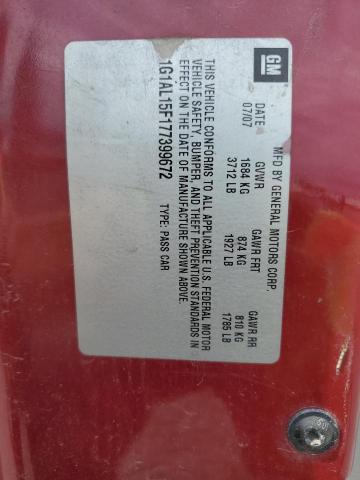 GM
MFD BY GENERAL MOTORS CORP.
DATE GVWR GAWR FRT GAWR RR
07/07 1684 KG 874 KG 810 KG
3712 LB 1927 LB 1785 LB
THIS VEHICLE CONFORMS TO ALL APPLICABLE U.S. FEDERAL MOTOR
VEHICLE SAFETY, BUMPER, AND THEFT PREVENTION STANDARDS IN
EFFECT ON THE DATE OF MANUFACTURE SHOWN ABOVE.
1G1AL15F177399672 TYPE: PASS CAR